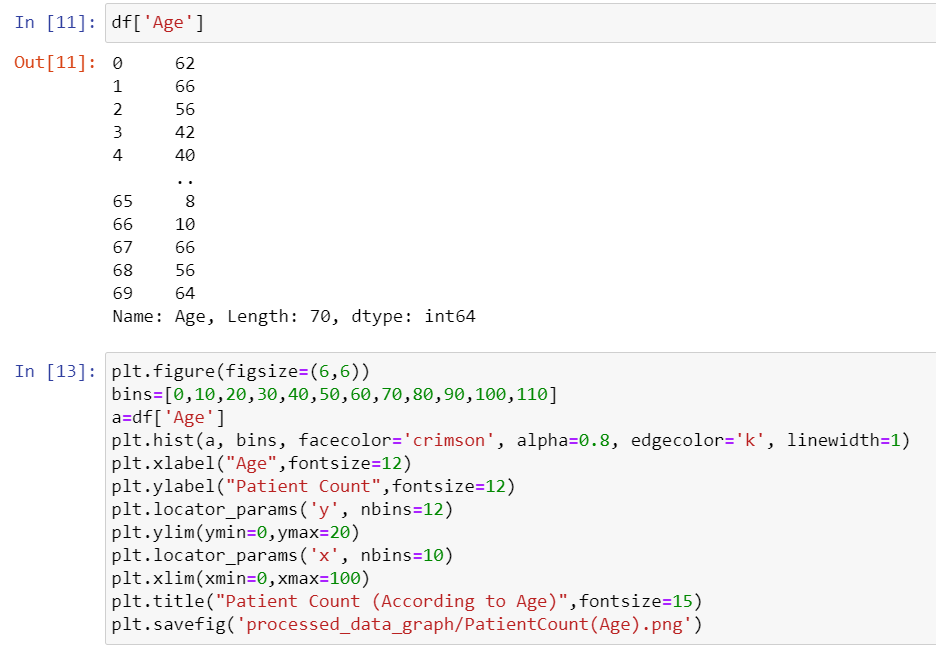 In [11]: df['Age']
Out[11]: 0     62
1     66
2     56
3     42
4     40
      ..
65     8
66    10
67    66
68    56
69    64
Name: Age, Length: 70, dtype: int64
In [13]: plt.figure(figsize=(6,6))
bins=[0,10,20,30,40,50,60,70,80,90,100,110]
a=df['Age']
plt.hist(a, bins, facecolor='crimson', alpha=0.8, edgecolor='k', linewidth=1)
plt.xlabel("Age",fontsize=12)
plt.ylabel("Patient Count",fontsize=12)
plt.locator_params('y', nbins=12)
plt.ylim(ymin=0,ymax=20)
plt.locator_params('x', nbins=10)
plt.xlim(xmin=0,xmax=100)
plt.title("Patient Count (According to Age)",fontsize=15)
plt.savefig('processed_data_graph/PatientCount(Age).png')